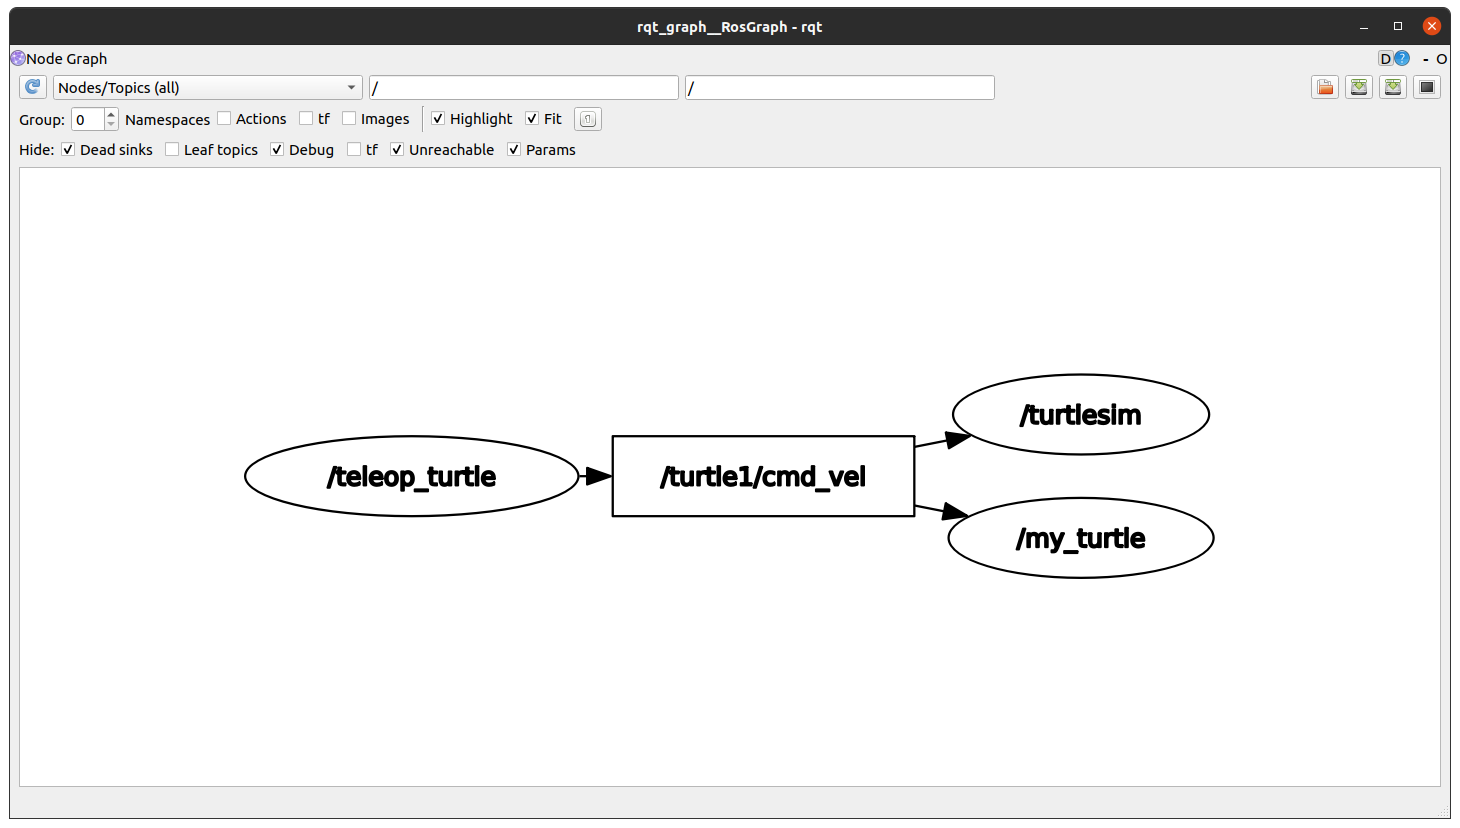 rqt_graph__RosGraph - rqt
Node Graph D ? - O
Nodes/Topics (all) / /
Group: 0 Namespaces Actions tf Images Highlight Fit
Hide: Dead sinks Leaf topics Debug tf Unreachable Params
/turtlesim
/teleop_turtle /turtle1/cmd_vel
/my_turtle